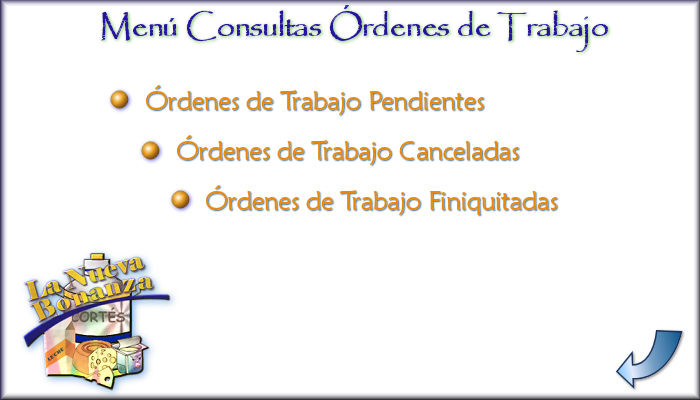 Menú Consultas Órdenes de Trabajo
Órdenes de Trabajo Pendientes
Órdenes de Trabajo Canceladas
Órdenes de Trabajo Finiquitadas
La Nueva
Bonanza
CORTÉS
LECHE